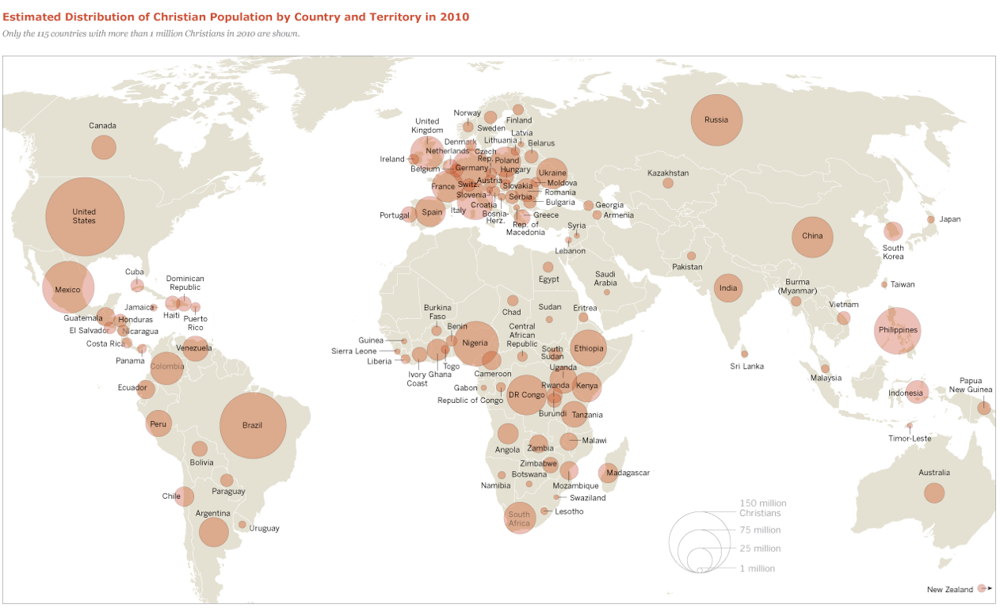 Estimated Distribution of Christian Population by Country and Territory in 2010
Only the 115 countries with more than 1 million Christians in 2010 are shown.
Canada
United
States
Mexico
Cuba
Dominican
Republic
Jamaica
Haiti
Puerto
Rico
Guatemala
Honduras
El Salvador
Nicaragua
Costa Rica
Panama
Venezuela
Colombia
Ecuador
Peru
Brazil
Bolivia
Paraguay
Chile
Argentina
Uruguay
Norway
Sweden
Finland
United
Kingdom
Denmark
Lithuania
Latvia
Belarus
Ireland
Netherlands
Czech
Rep.
Poland
Belgium
Germany
Hungary
Ukraine
France
Switz.
Austria
Slovakia
Moldova
Slovenia
Serbia
Romania
Croatia
Bulgaria
Portugal
Spain
Italy
Bosnia-
Herz.
Greece
Rep. of
Macedonia
Georgia
Armenia
Syria
Lebanon
Russia
Kazakhstan
China
Japan
South
Korea
Pakistan
India
Burma
(Myanmar)
Taiwan
Vietnam
Philippines
Sri Lanka
Malaysia
Indonesia
Papua
New Guinea
Timor-Leste
Australia
New Zealand
Egypt
Saudi
Arabia
Chad
Sudan
Eritrea
Burkina
Faso
Benin
Central
African
Republic
Guinea
Nigeria
South
Sudan
Ethiopia
Sierra Leone
Liberia
Ivory
Coast
Ghana
Togo
Cameroon
Uganda
Gabon
DR Congo
Rwanda
Kenya
Republic of Congo
Burundi
Tanzania
Angola
Zambia
Malawi
Zimbabwe
Botswana
Madagascar
Namibia
Mozambique
Swaziland
South
Africa
Lesotho
150 million
Christians
75 million
25 million
1 million